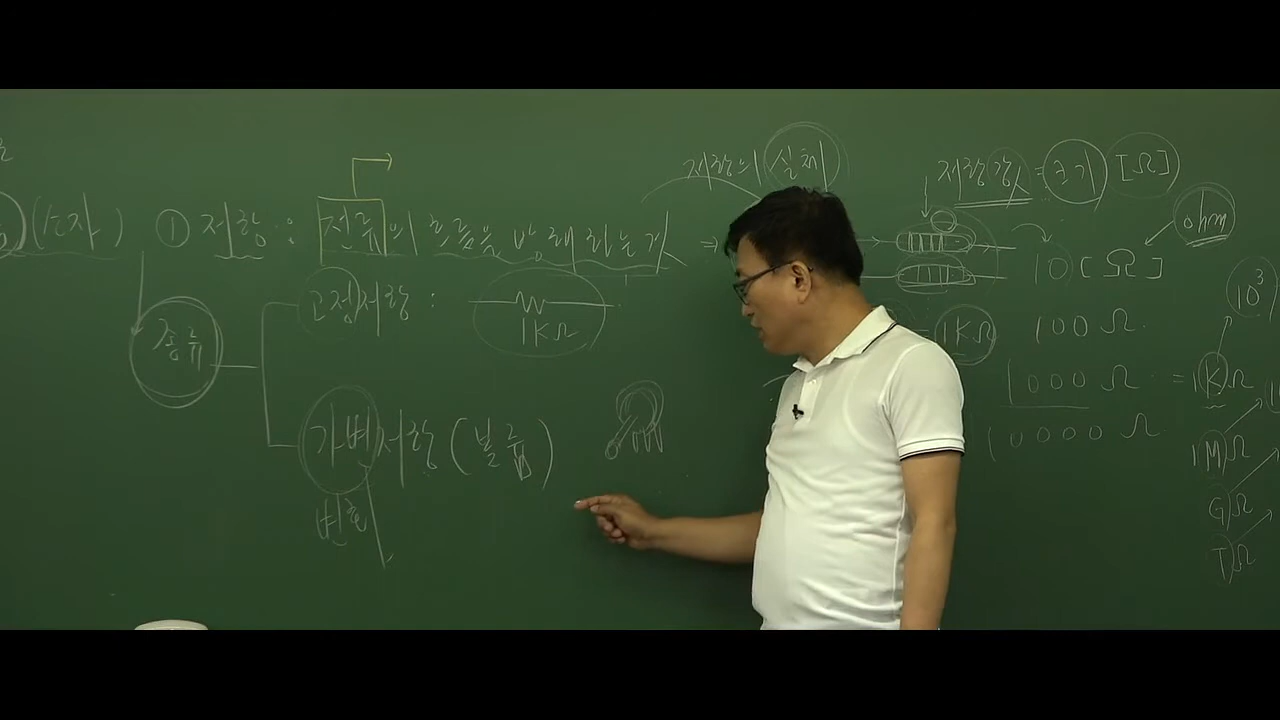 저항의 실체
저항값 = 크기 [Ω]
(소자) ① 저항 : 전류의 흐름을 방해하는 것 ⇒
ohm
10 [Ω]
종류
고정저항 :
1KΩ
= 1KΩ
100 Ω
10³
1000 Ω = 1KΩ
가변저항 (볼륨)
10000 Ω
1MΩ
변화
GΩ
TΩ